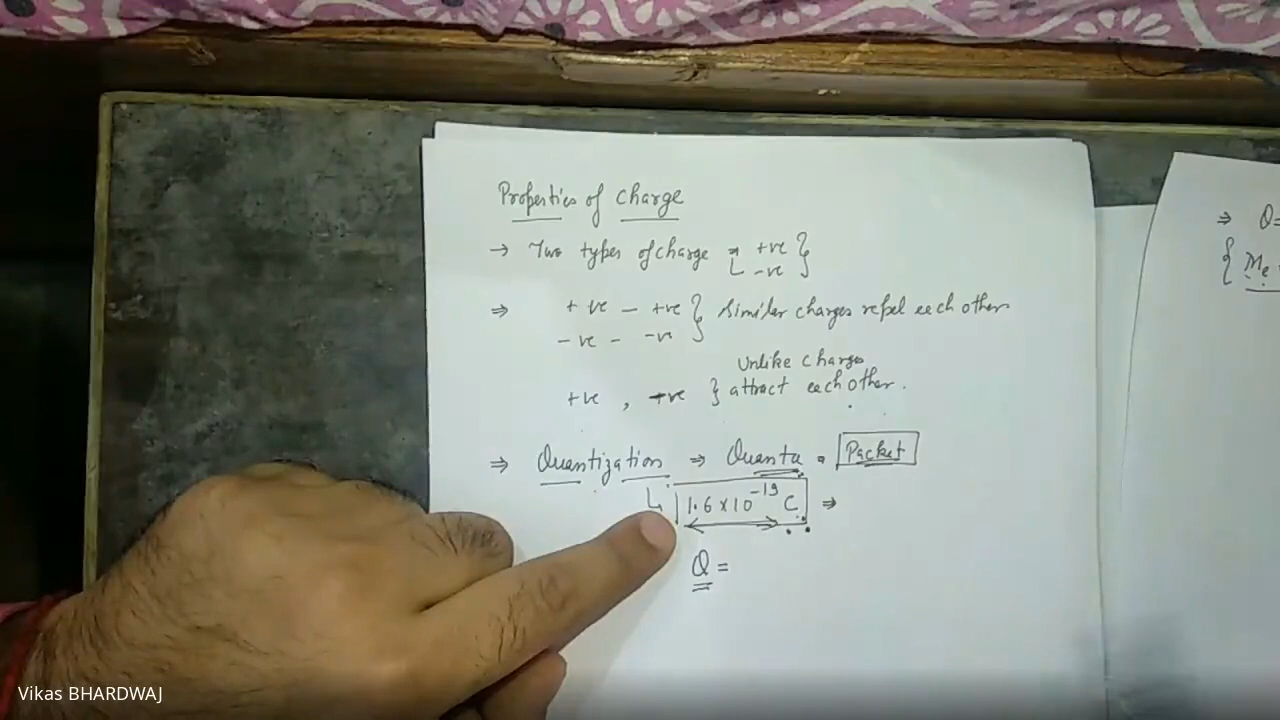 Properties of charge
→ Two types of charge → +ve }
↳ -ve
⇒ +ve - +ve } Similar charges repel each other
-ve - -ve
Unlike charges
+ve , -ve } attract each other.
⇒ Quantization ⇒ Quanta = Packet
↳ 1.6 x 10⁻¹⁹ C ⇒
Q =
⇒ Q=
{ Me
Vikas BHARDWAJ